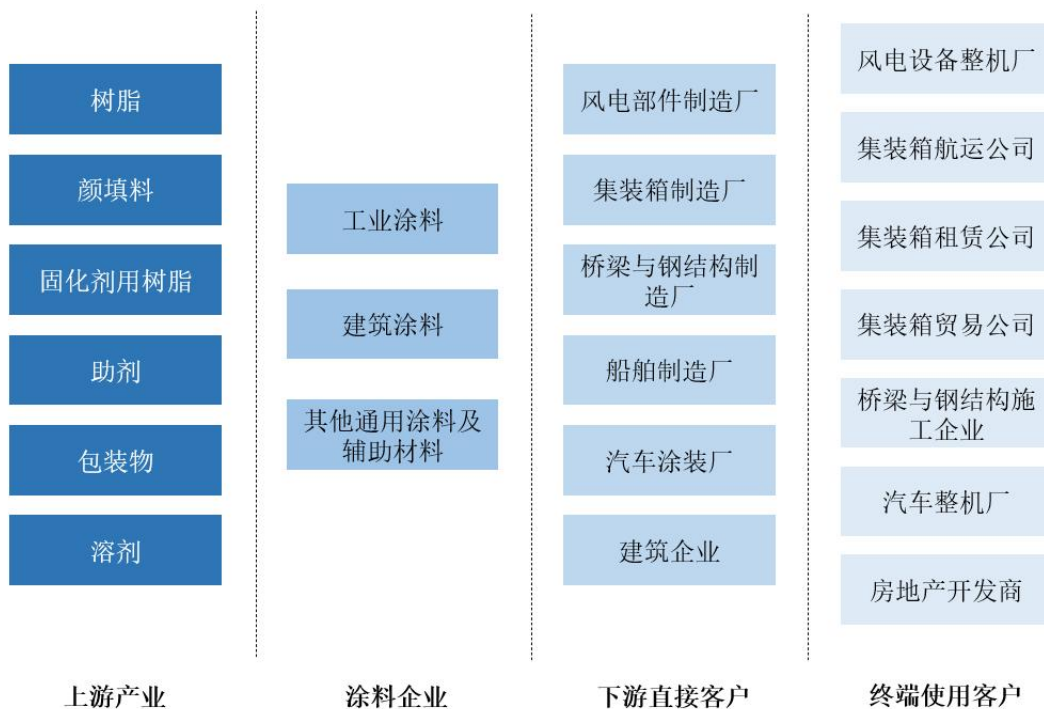 树脂
颜填料
固化剂用树脂
助剂
包装物
溶剂
上游产业
工业涂料
建筑涂料
其他通用涂料及
辅助材料
涂料企业
风电部件制造厂
集装箱制造厂
桥梁与钢结构制
造厂
船舶制造厂
汽车涂装厂
建筑企业
下游直接客户
风电设备整机厂
集装箱航运公司
集装箱租赁公司
集装箱贸易公司
桥梁与钢结构施
工企业
汽车整机厂
房地产开发商
终端使用客户